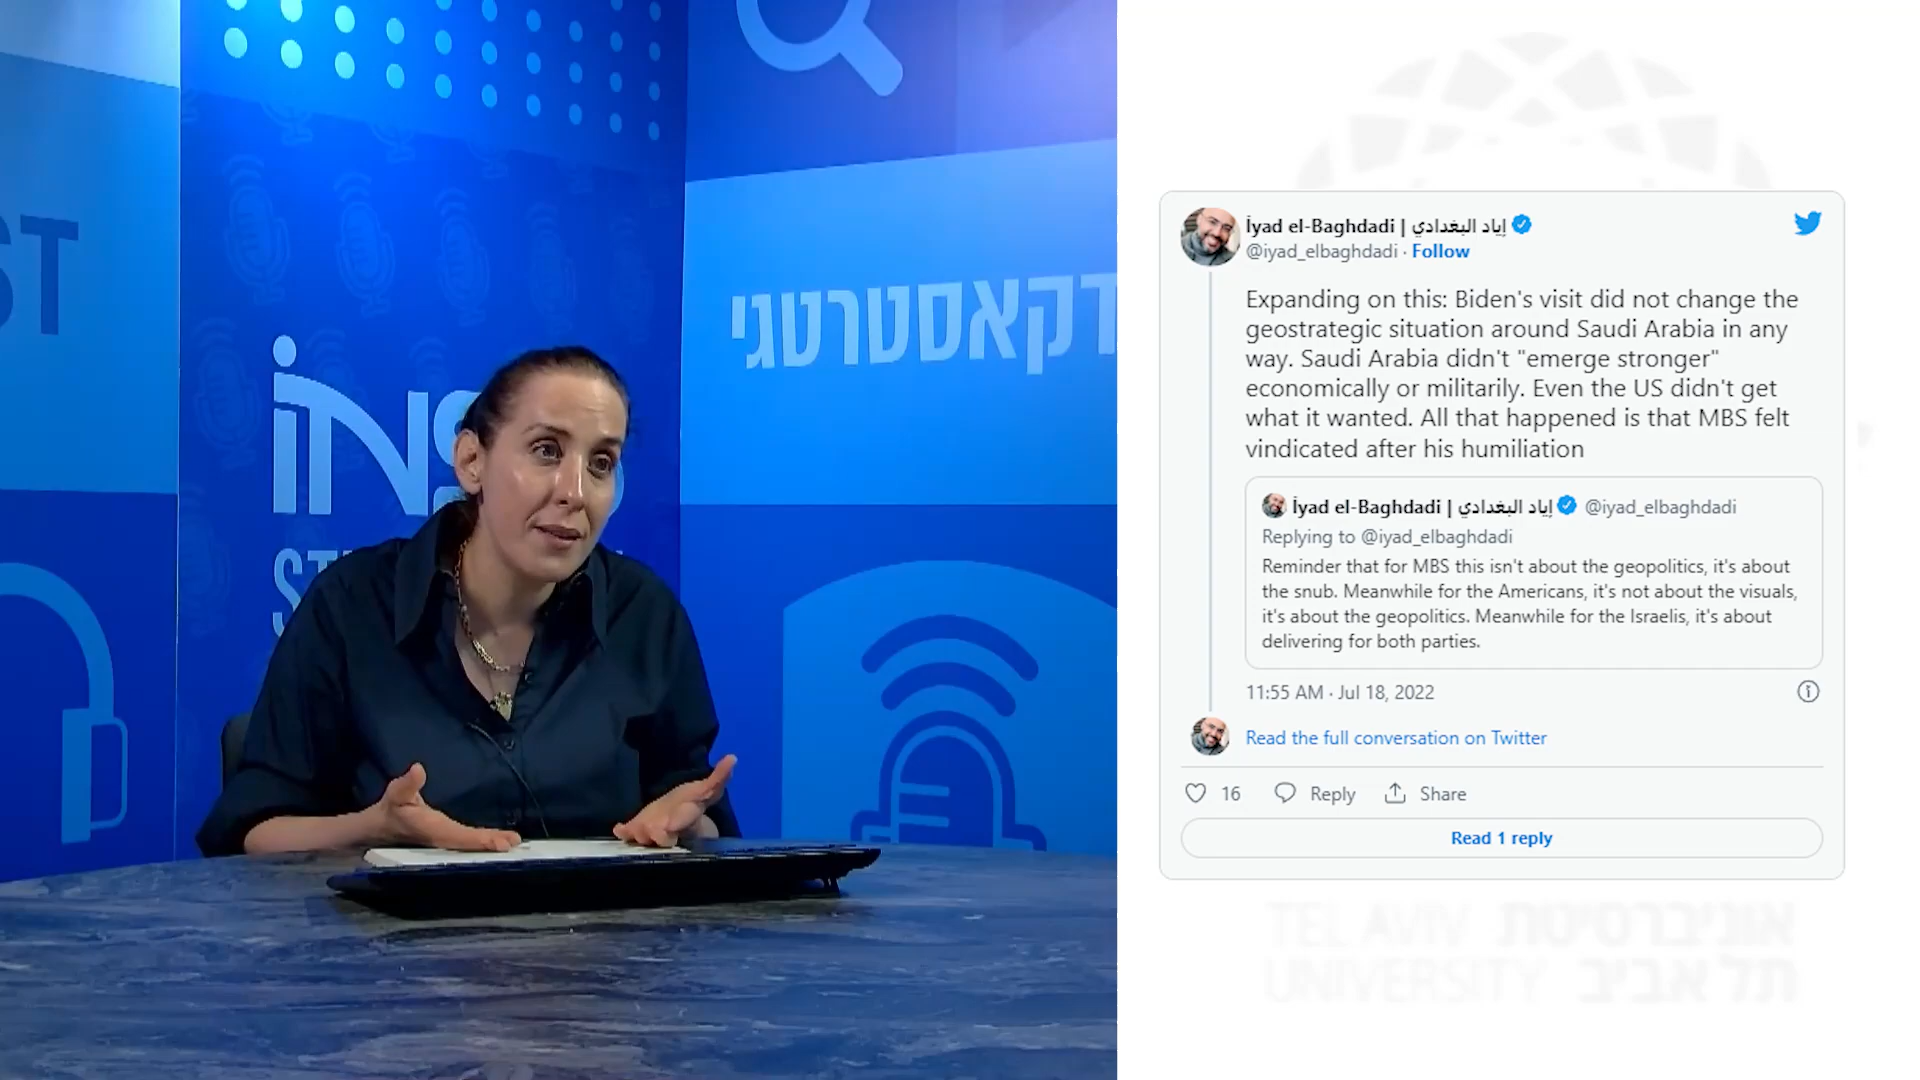 ST
דקאסטרטגי
INS
ST
İyad el-Baghdadi | إياد البغدادي
@iyad_elbaghdadi · Follow
Expanding on this: Biden's visit did not change the
geostrategic situation around Saudi Arabia in any
way. Saudi Arabia didn't "emerge stronger"
economically or militarily. Even the US didn't get
what it wanted. All that happened is that MBS felt
vindicated after his humiliation
İyad el-Baghdadi | إياد البغدادي @iyad_elbaghdadi
Replying to @iyad_elbaghdadi
Reminder that for MBS this isn't about the geopolitics, it's about
the snub. Meanwhile for the Americans, it's not about the visuals,
it's about the geopolitics. Meanwhile for the Israelis, it's about
delivering for both parties.
11:55 AM · Jul 18, 2022
Read the full conversation on Twitter
16 Reply Share
Read 1 reply
TEL AVIV אוניברסיטת
UNIVERSITY תל אביב